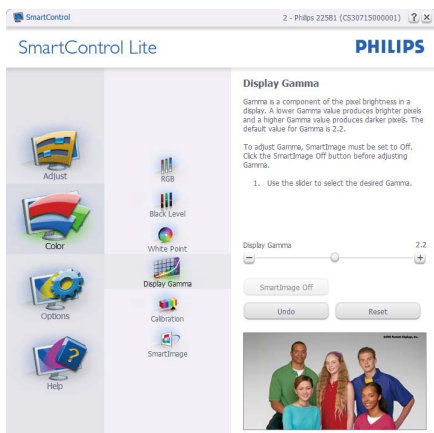 SmartControl
2 - Philips 225B1 (CS30715000001)
? X
SmartControl Lite
PHILIPS
Adjust
Color
Options
Help
RGB
Black Level
White Point
Display Gamma
Calibration
SmartImage
Display Gamma
Gamma is a component of the pixel brightness in a
display. A lower Gamma value produces brighter pixels
and a higher Gamma value produces darker pixels. The
default value for Gamma is 2.2.
To adjust Gamma, SmartImage must be set to Off.
Click the SmartImage Off button before adjusting
Gamma.
1. Use the slider to select the desired Gamma.
Display Gamma 2.2
SmartImage Off
Undo Reset